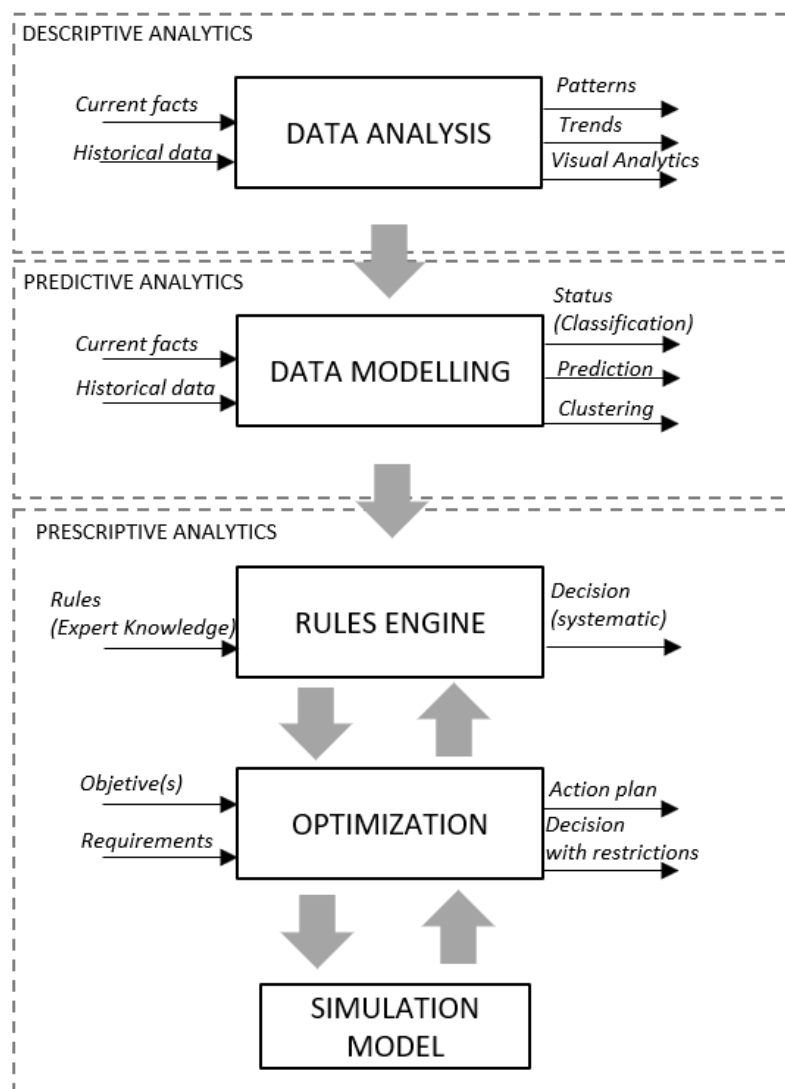 DESCRIPTIVE ANALYTICS
Current facts
Historical data
DATA ANALYSIS
Patterns
Trends
Visual Analytics
PREDICTIVE ANALYTICS
Current facts
Historical data
DATA MODELLING
Status
(Classification)
Prediction
Clustering
PRESCRIPTIVE ANALYTICS
Rules
(Expert Knowledge)
RULES ENGINE
Decision
(systematic)
Objetive(s)
Requirements
OPTIMIZATION
Action plan
Decision
with restrictions
SIMULATION
MODEL